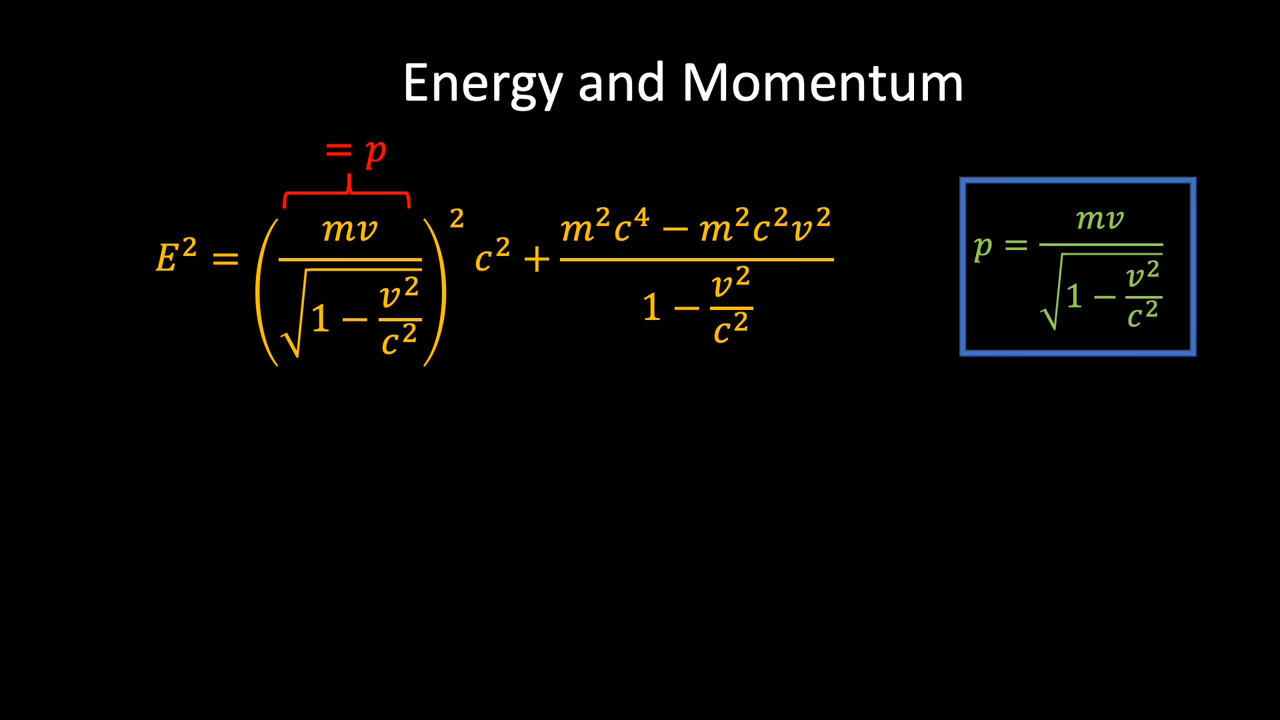 Energy and Momentum
= p
E² = (mv / √(1 − v²/c²))² c² + (m²c⁴ − m²c²v²) / (1 − v²/c²)
p = mv / √(1 − v²/c²)